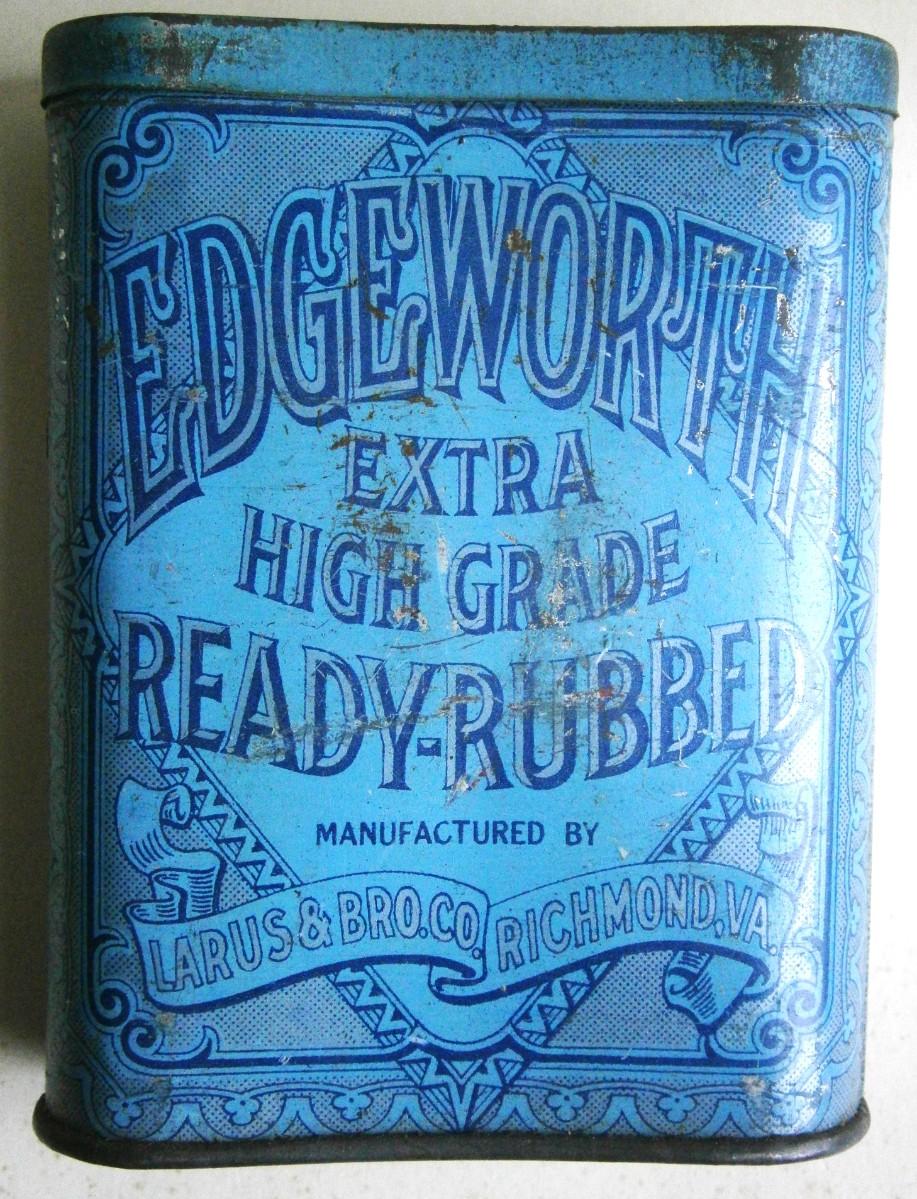 EDGEWORTH
EXTRA
HIGH GRADE
READY-RUBBED
MANUFACTURED BY
LARUS & BRO. CO. RICHMOND, VA.